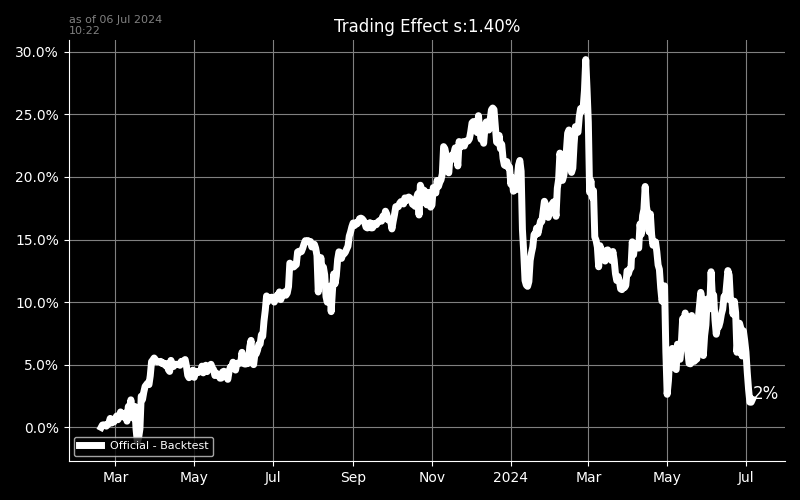 as of 06 Jul 2024
10:22
Trading Effect s:1.40%
30.0%
25.0%
20.0%
15.0%
10.0%
5.0%
0.0%
2%
Official - Backtest
Mar May Jul Sep Nov 2024 Mar May Jul